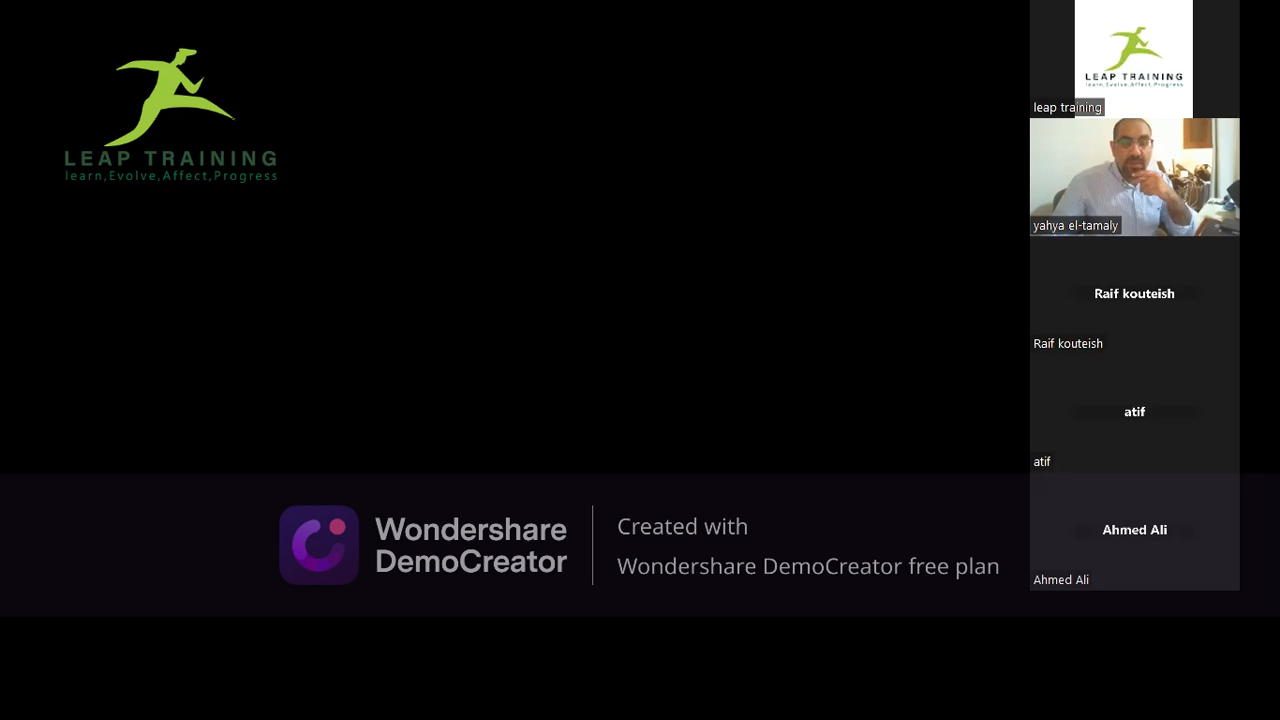 LEAP TRAINING
learn,Evolve,Affect,Progress
LEAP TRAINING
learn,Evolve,Affect,Progress
leap training
yahya el-tamaly
Raif kouteish
Raif kouteish
atif
atif
Ahmed Ali
Ahmed Ali
Wondershare
DemoCreator
Created with
Wondershare DemoCreator free plan